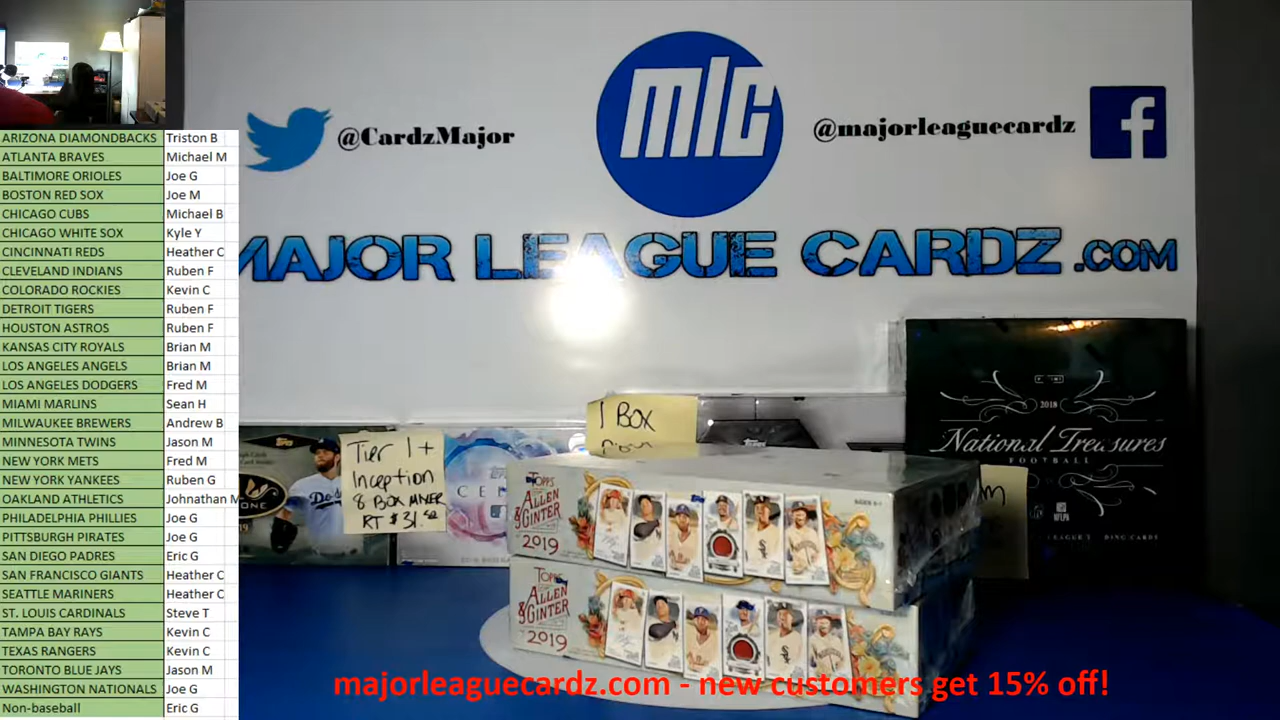 ARIZONA DIAMONDBACKS Triston B
ATLANTA BRAVES Michael M
BALTIMORE ORIOLES Joe G
BOSTON RED SOX Joe M
CHICAGO CUBS Michael B
CHICAGO WHITE SOX Kyle Y
CINCINNATI REDS Heather C
CLEVELAND INDIANS Ruben F
COLORADO ROCKIES Kevin C
DETROIT TIGERS Ruben F
HOUSTON ASTROS Ruben F
KANSAS CITY ROYALS Brian M
LOS ANGELES ANGELS Brian M
LOS ANGELES DODGERS Fred M
MIAMI MARLINS Sean H
MILWAUKEE BREWERS Andrew B
MINNESOTA TWINS Jason M
NEW YORK METS Fred M
NEW YORK YANKEES Ruben G
OAKLAND ATHLETICS Johnathan M
PHILADELPHIA PHILLIES Joe G
PITTSBURGH PIRATES Joe G
SAN DIEGO PADRES Eric G
SAN FRANCISCO GIANTS Heather C
SEATTLE MARINERS Heather C
ST. LOUIS CARDINALS Steve T
TAMPA BAY RAYS Kevin C
TEXAS RANGERS Kevin C
TORONTO BLUE JAYS Jason M
WASHINGTON NATIONALS Joe G
Non-baseball Eric G
@CardzMajor
mlc
@majorleaguecardz
f
MAJOR LEAGUE CARDZ .COM
1 Box
Tier 1 +
Inception
8 BOX MIXER
RT $31.50
2018
National Treasures
FOOTBALL
TOPPS
ALLEN
& GINTER
2019
TOPPS
ALLEN
& GINTER
2019
majorleaguecardz.com - new customers get 15% off!